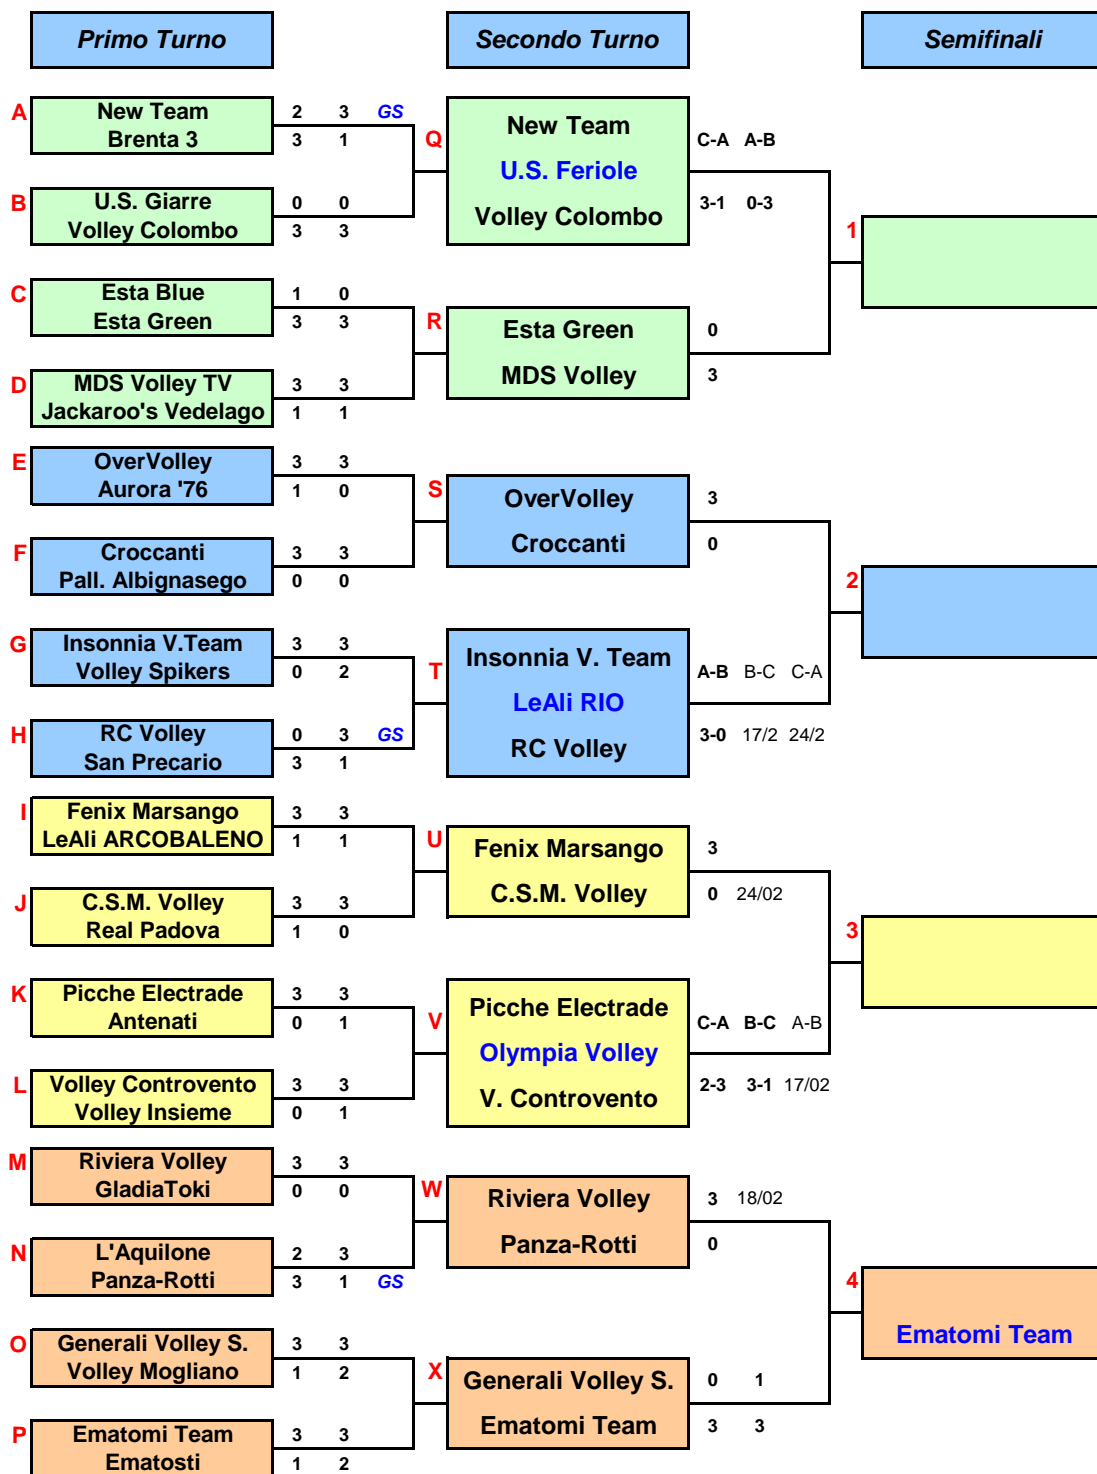 Primo Turno Secondo Turno Semifinali
A New Team 2 3 GS
Brenta 3 3 1
Q New Team C-A A-B
U.S. Feriole
Volley Colombo 3-1 0-3
B U.S. Giarre 0 0
Volley Colombo 3 3
1
C Esta Blue 1 0
Esta Green 3 3
R Esta Green 0
MDS Volley 3
D MDS Volley TV 3 3
Jackaroo's Vedelago 1 1
E OverVolley 3 3
Aurora '76 1 0
S OverVolley 3
Croccanti 0
F Croccanti 3 3
Pall. Albignasego 0 0
2
G Insonnia V.Team 3 3
Volley Spikers 0 2
T Insonnia V. Team A-B B-C C-A
LeAli RIO
RC Volley 3-0 17/2 24/2
H RC Volley 0 3 GS
San Precario 3 1
I Fenix Marsango 3 3
LeAli ARCOBALENO 1 1
U Fenix Marsango 3
C.S.M. Volley 0 24/02
J C.S.M. Volley 3 3
Real Padova 1 0
3
K Picche Electrade 3 3
Antenati 0 1
V Picche Electrade C-A B-C A-B
Olympia Volley
V. Controvento 2-3 3-1 17/02
L Volley Controvento 3 3
Volley Insieme 0 1
M Riviera Volley 3 3
GladiaToki 0 0
W Riviera Volley 3 18/02
Panza-Rotti 0
N L'Aquilone 2 3
Panza-Rotti 3 1 GS
4
Ematomi Team
O Generali Volley S. 3 3
Volley Mogliano 1 2
X Generali Volley S. 0 1
Ematomi Team 3 3
P Ematomi Team 3 3
Ematosti 1 2